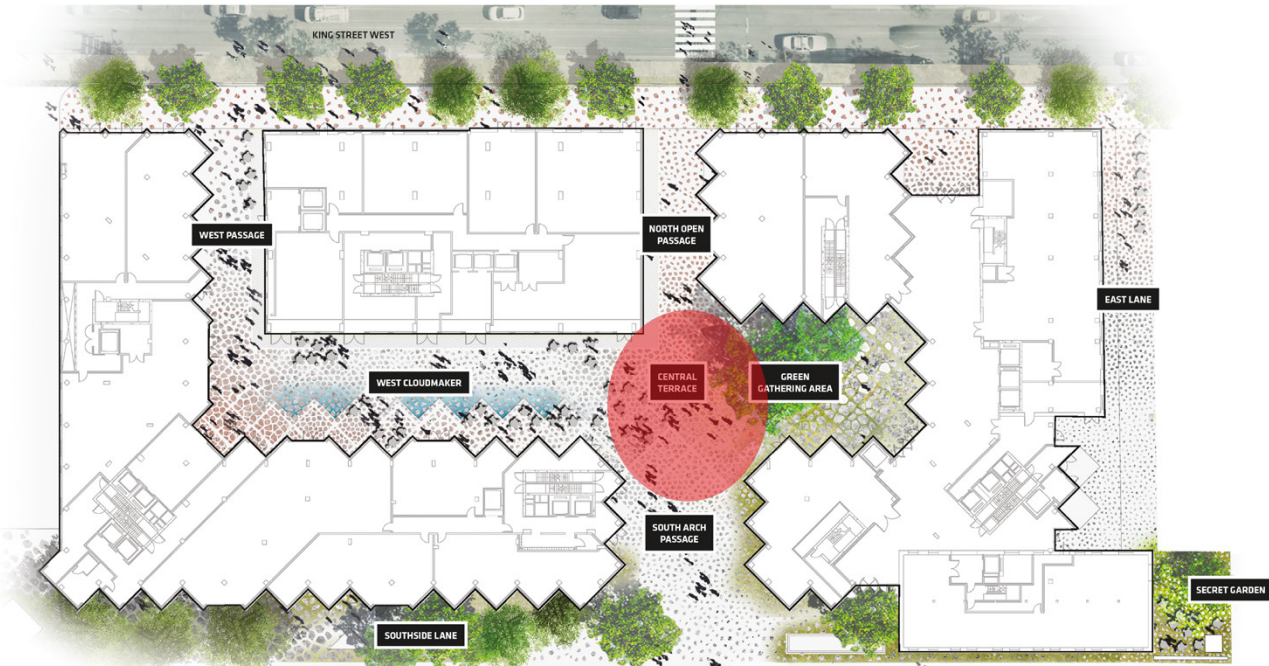 KING STREET WEST
WEST PASSAGE
NORTH OPEN
PASSAGE
EAST LANE
WEST CLOUDMAKER
CENTRAL
TERRACE
GREEN
GATHERING AREA
SOUTH ARCH
PASSAGE
SECRET GARDEN
SOUTHSIDE LANE